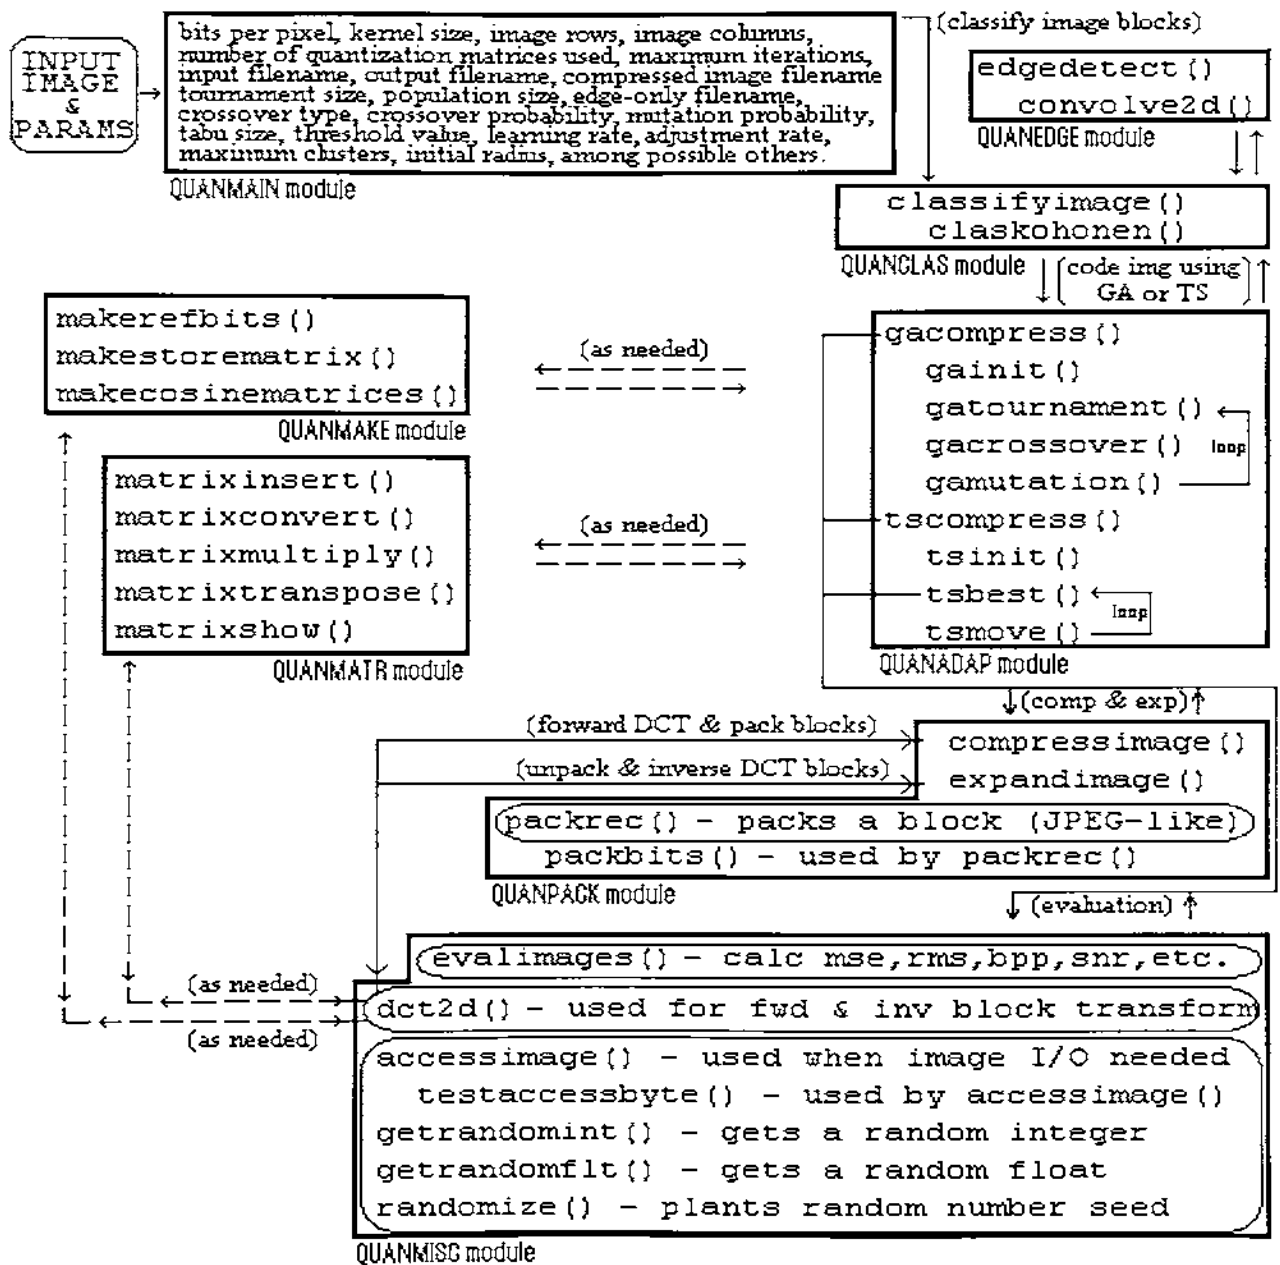 INPUT
IMAGE
&
PARAMS
bits per pixel, kernel size, image rows, image columns,
number of quantization matrices used, maximum iterations,
input filename, output filename, compressed image filename
tournament size, population size, edge-only filename,
crossover type, crossover probability, mutation probability,
tabu size, threshold value, learning rate, adjustment rate,
maximum clusters, initial radius, among possible others.
QUANMAIN module
(classify image blocks)
edgedetect()
convolve2d()
QUANEDGE module
classifyimage()
claskohonen()
QUANCLAS module
(code img using
GA or TS)
makerefbits()
makestorematrix()
makecosinematrices()
QUANMAKE module
(as needed)
matrixinsert()
matrixconvert()
matrixmultiply()
matrixtranspose()
matrixshow()
QUANMATR module
(as needed)
gacompress()
gainit()
gatournament()
gacrossover()
loop
gamutation()
tscompress()
tsinit()
tsbest()
loop
tsmove()
QUANADAP module
(comp & exp)
(forward DCT & pack blocks)
(unpack & inverse DCT blocks)
compressimage()
expandimage()
packrec() - packs a block (JPEG-like)
packbits() - used by packrec()
QUANPACK module
(evaluation)
evalimages() - calc mse,rms,bpp,snr,etc.
(as needed)
dct2d() - used for fwd & inv block transform
(as needed)
accessimage() - used when image I/O needed
testaccessbyte() - used by accessimage()
getrandomint() - gets a random integer
getrandomflt() - gets a random float
randomize() - plants random number seed
QUANMISC module